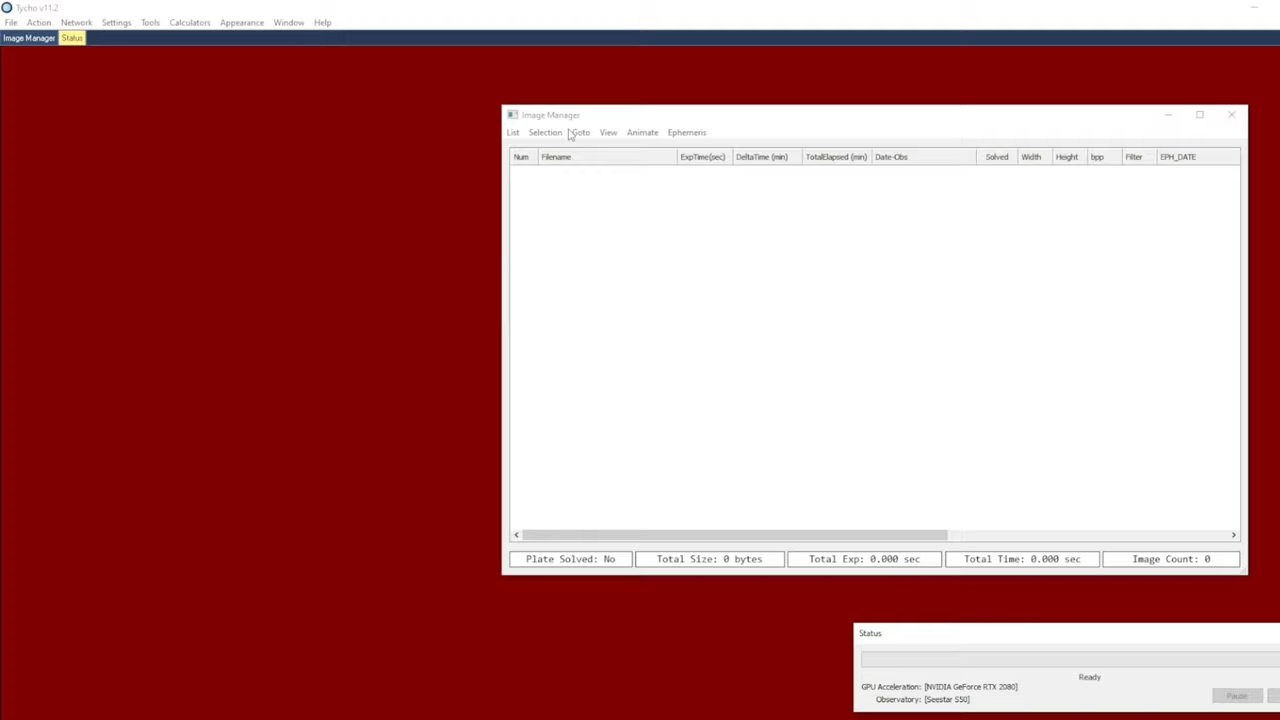 Tycho v11.2
File Action Network Settings Tools Calculators Appearance Window Help
Image Manager Status
Image Manager
List Selection Goto View Animate Ephemeris
Num Filename ExpTime(sec) DeltaTime (min) TotalElapsed (min) Date-Obs Solved Width Height bpp Filter EPH_DATE
Plate Solved: No Total Size: 0 bytes Total Exp: 0.000 sec Total Time: 0.000 sec Image Count: 0
Status
Ready
GPU Acceleration: [NVIDIA GeForce RTX 2080]
Observatory: [Seestar S50]
Pause